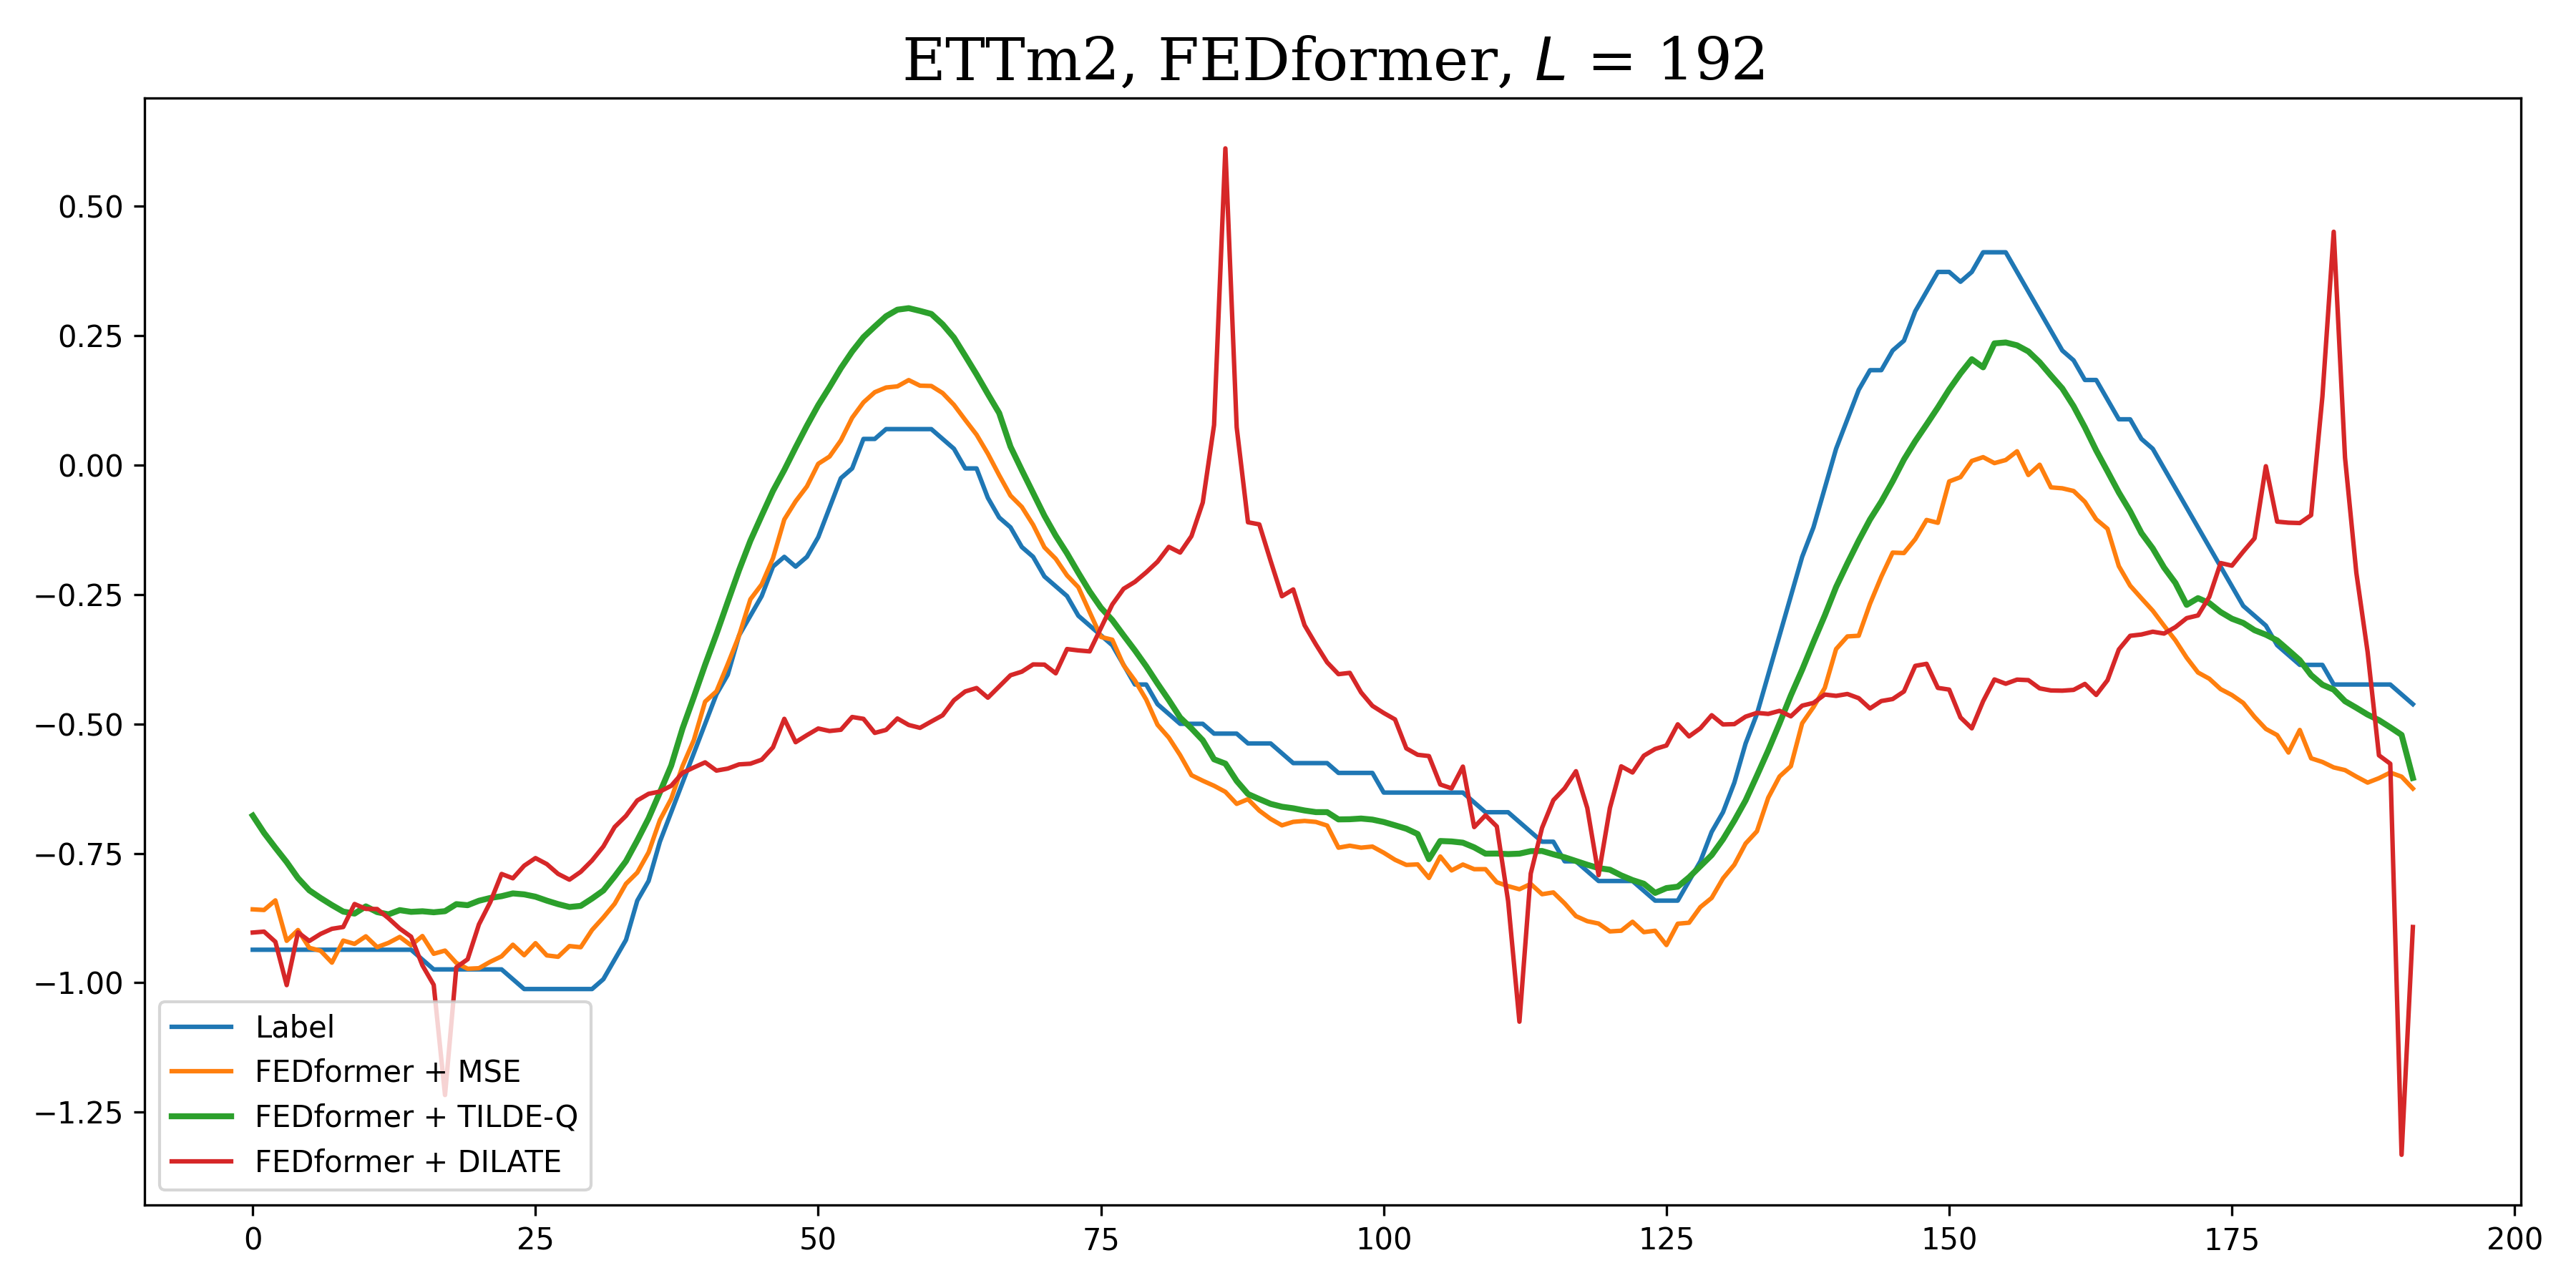 ETTm2, FEDformer, L = 192
0.50
0.25
0.00
−0.25
−0.50
−0.75
−1.00
−1.25
Label
FEDformer + MSE
FEDformer + TILDE-Q
FEDformer + DILATE
0 25 50 75 100 125 150 175 200